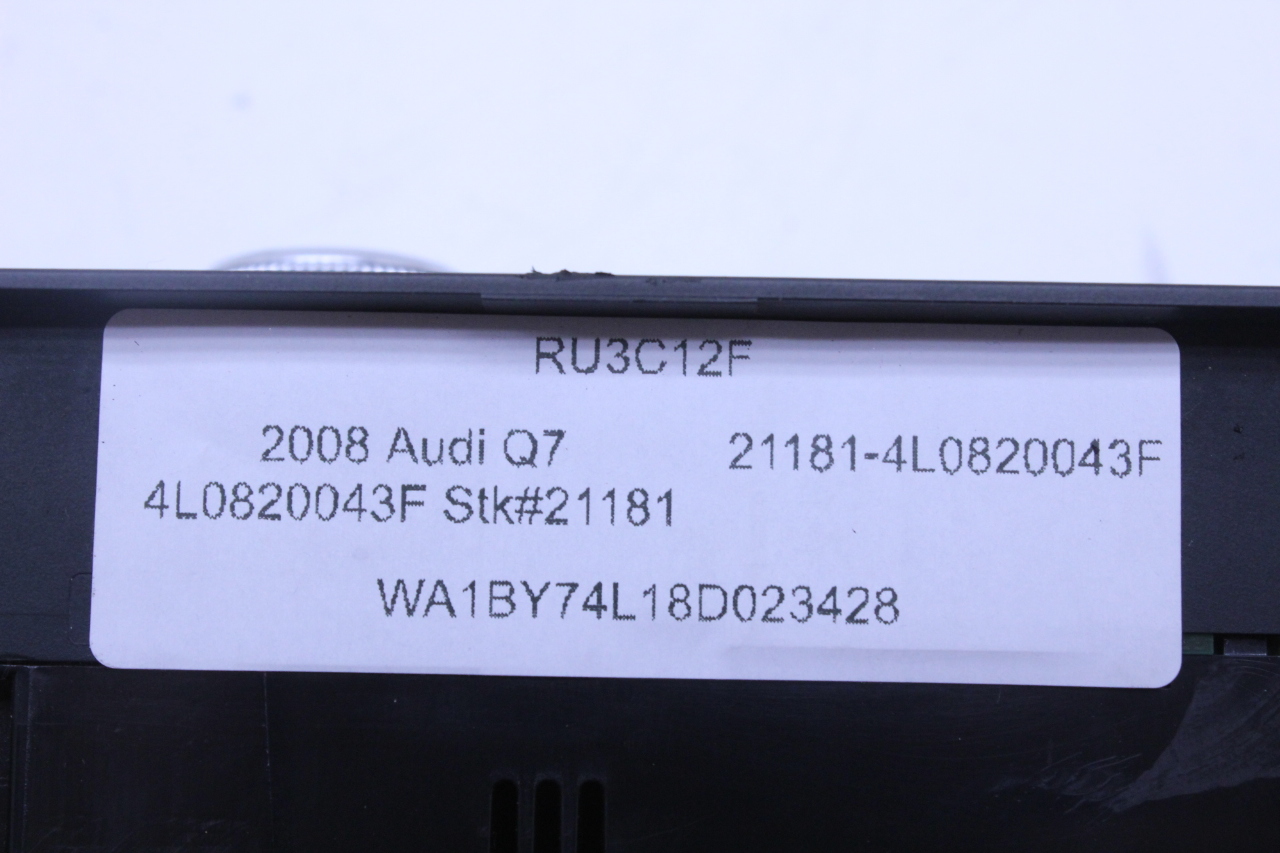 RU3C12F
2008 Audi Q7 21181-4L0820043F
4L0820043F Stk#21181
WA1BY74L18D023428